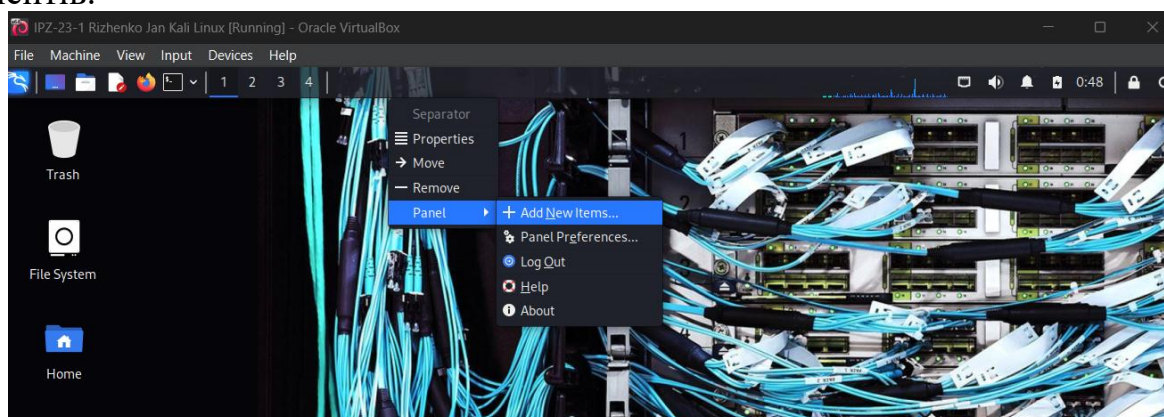 IPZ-23-1 Rizhenko Jan Kali Linux [Running] - Oracle VirtualBox
File Machine View Input Devices Help
1 2 3 4 0:48
Separator
Properties
Move
Remove
Panel
Add New Items...
Panel Preferences...
Log Out
Help
About
Trash
File System
Home
1
2